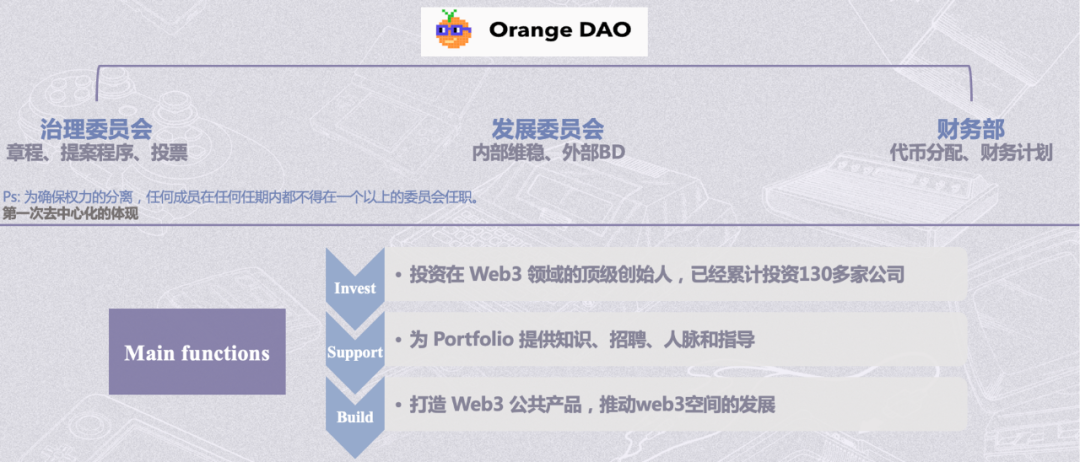 Orange DAO
治理委员会
章程、提案程序、投票
发展委员会
内部维稳、外部BD
财务部
代币分配、财务计划
Ps: 为确保权力的分离，任何成员在任何任期内都不得在一个以上的委员会任职。
第一次去中心化的体现
Main functions
Invest
• 投资在 Web3 领域的顶级创始人，已经累计投资130多家公司
Support
• 为 Portfolio 提供知识、招聘、人脉和指导
Build
• 打造 Web3 公共产品，推动web3空间的发展